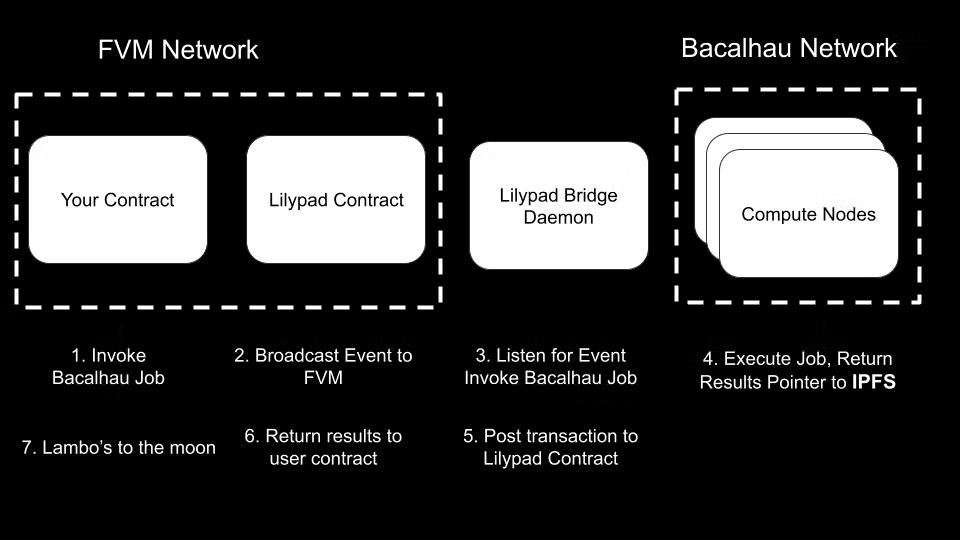 FVM Network
Bacalhau Network
Your Contract
Lilypad Contract
Lilypad Bridge
Daemon
Compute Nodes
1. Invoke
Bacalhau Job
2. Broadcast Event to
FVM
3. Listen for Event
Invoke Bacalhau Job
4. Execute Job, Return
Results Pointer to IPFS
7. Lambo's to the moon
6. Return results to
user contract
5. Post transaction to
Lilypad Contract